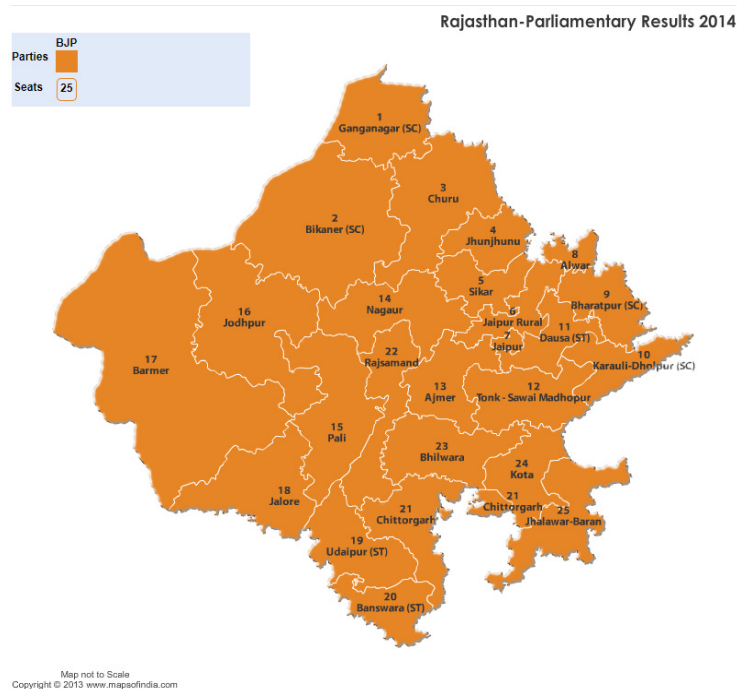 Rajasthan-Parliamentary Results 2014
BJP
Parties
Seats 25
1
Ganganagar (SC)
3
Churu
2
Bikaner (SC)
4
Jhunjhunu
8
Alwar
5
Sikar
9
Bharatpur (SC)
14
Nagaur
16
Jodhpur
6
Jaipur Rural
11
Dausa (ST)
7
Jaipur
22
Rajsamand
10
Karauli-Dholpur (SC)
17
Barmer
13
Ajmer
12
Tonk - Sawai Madhopur
15
Pali
23
Bhilwara
24
Kota
18
Jalore
21
Chittorgarh
21
Chittorgarh
25
Jhalawar-Baran
19
Udaipur (ST)
20
Banswara (ST)
Map not to Scale
Copyright © 2013 www.mapsofindia.com